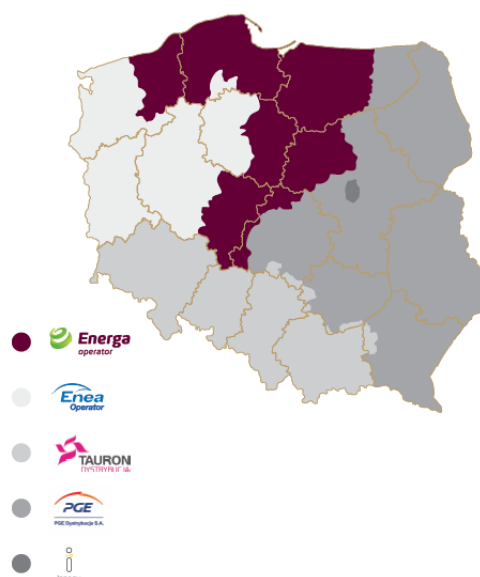 Energa
operator
Enea
Operator
TAURON
DYSTRYBUCJA
PGE
PGE Dystrybucja S.A.
i